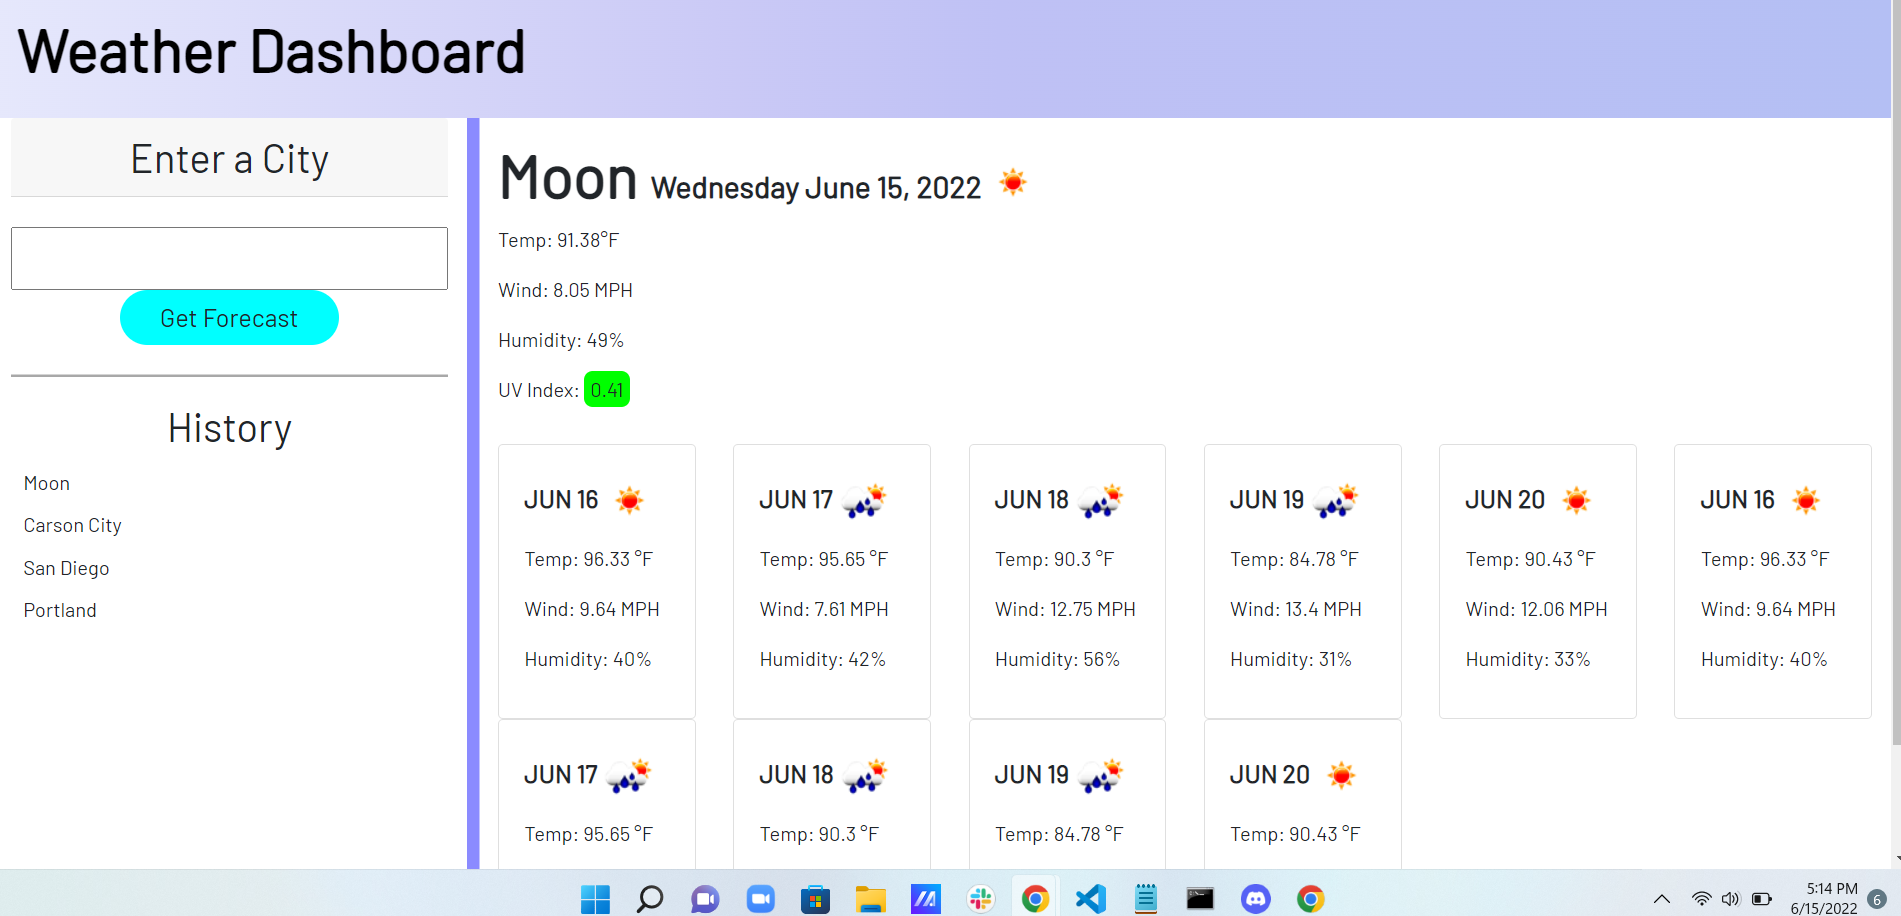 Weather Dashboard
Enter a City
Get Forecast
History
Moon
Carson City
San Diego
Portland
Moon Wednesday June 15, 2022
Temp: 91.38°F
Wind: 8.05 MPH
Humidity: 49%
UV Index: 0.41
JUN 16
Temp: 96.33 °F
Wind: 9.64 MPH
Humidity: 40%
JUN 17
Temp: 95.65 °F
Wind: 7.61 MPH
Humidity: 42%
JUN 18
Temp: 90.3 °F
Wind: 12.75 MPH
Humidity: 56%
JUN 19
Temp: 84.78 °F
Wind: 13.4 MPH
Humidity: 31%
JUN 20
Temp: 90.43 °F
Wind: 12.06 MPH
Humidity: 33%
JUN 16
Temp: 96.33 °F
Wind: 9.64 MPH
Humidity: 40%
JUN 17
Temp: 95.65 °F
JUN 18
Temp: 90.3 °F
JUN 19
Temp: 84.78 °F
JUN 20
Temp: 90.43 °F
5:14 PM
6/15/2022
6